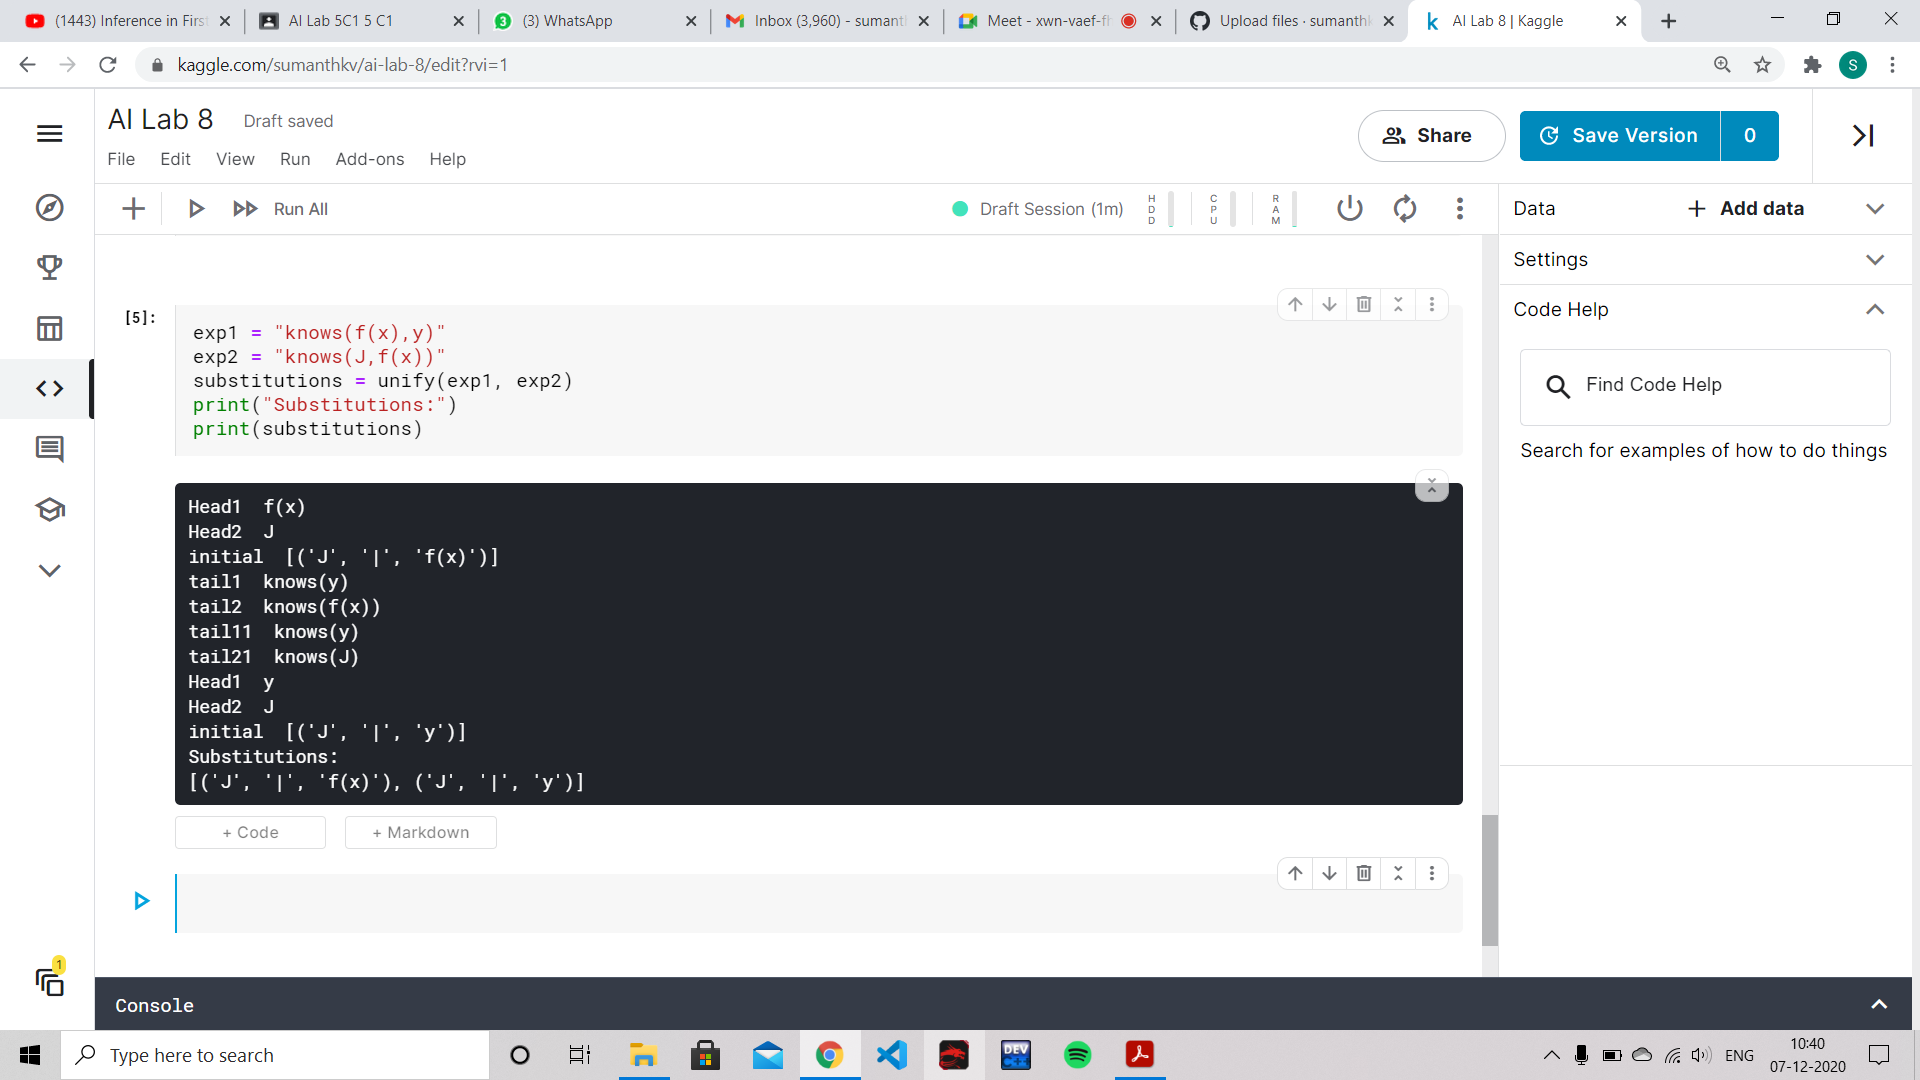 (1443) Inference in Firs
AI Lab 5C1 5 C1
(3) WhatsApp
Inbox (3,960) - sumant
Meet - xwn-vaef-fl
Upload files · sumanthk
AI Lab 8 | Kaggle
kaggle.com/sumanthkv/ai-lab-8/edit?rvi=1
S
AI Lab 8
Draft saved
File Edit View Run Add-ons Help
Share
Save Version 0
Run All
Draft Session (1m)
HDD
CPU
RAM
Data
+ Add data
Settings
Code Help
Find Code Help
Search for examples of how to do things
[5]:
exp1 = "knows(f(x),y)"
exp2 = "knows(J,f(x))"
substitutions = unify(exp1, exp2)
print("Substitutions:")
print(substitutions)
Head1  f(x)
Head2  J
initial  [('J', '|', 'f(x)')]
tail1  knows(y)
tail2  knows(f(x))
tail11  knows(y)
tail21  knows(J)
Head1  y
Head2  J
initial  [('J', '|', 'y')]
Substitutions:
[('J', '|', 'f(x)'), ('J', '|', 'y')]
+ Code
+ Markdown
1
Console
Type here to search
DEV
ENG
10:40
07-12-2020